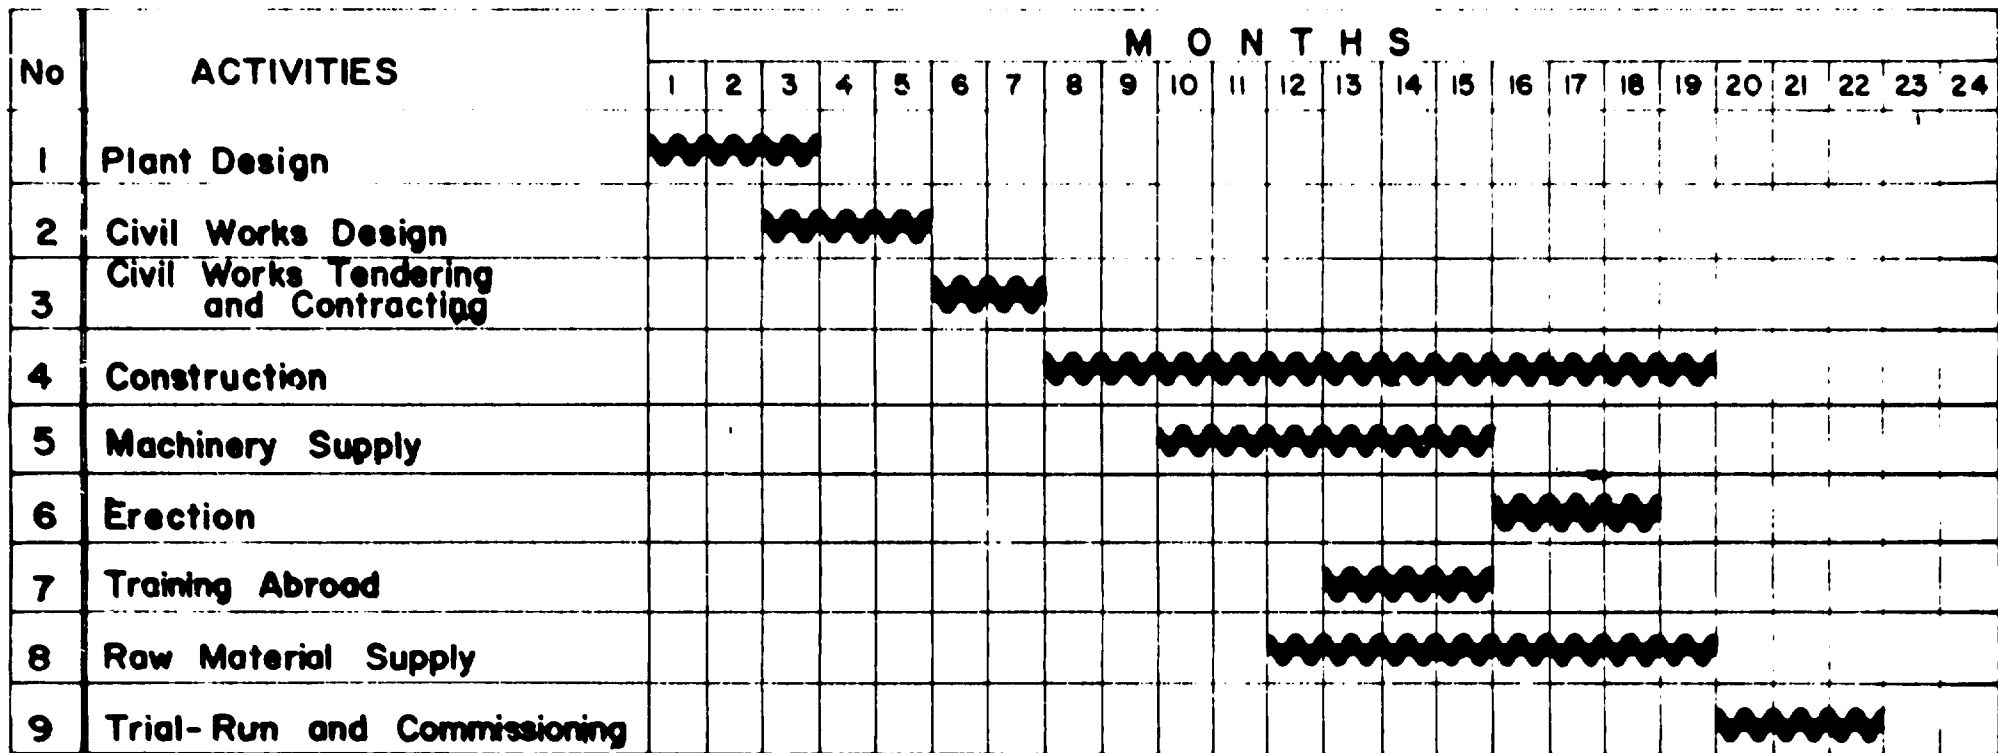 MONTHS
No ACTIVITIES 1 2 3 4 5 6 7 8 9 10 11 12 13 14 15 16 17 18 19 20 21 22 23 24
1 Plant Design
2 Civil Works Design
3 Civil Works Tendering
and Contracting
4 Construction
5 Machinery Supply
6 Erection
7 Training Abroad
8 Raw Material Supply
9 Trial-Run and Commissioning